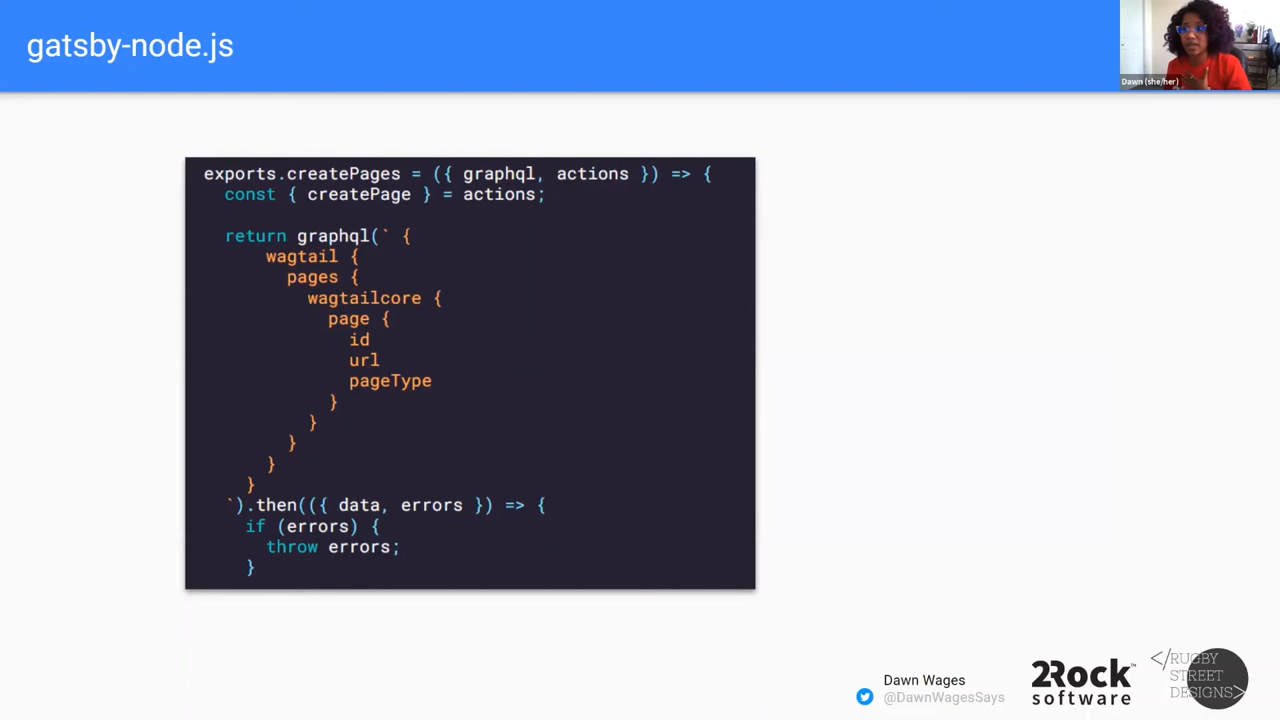 gatsby-node.js
Dawn (she/her)
exports.createPages = ({ graphql, actions }) => {
  const { createPage } = actions;

  return graphql(` {
      wagtail {
        pages {
          wagtailcore {
            page {
              id
              url
              pageType
            }
          }
        }
      }
    }
  `).then(({ data, errors }) => {
    if (errors) {
      throw errors;
    }
Dawn Wages
@DawnWagesSays
2Rock™
software
</RUGBY
STREET
DESIGNS>